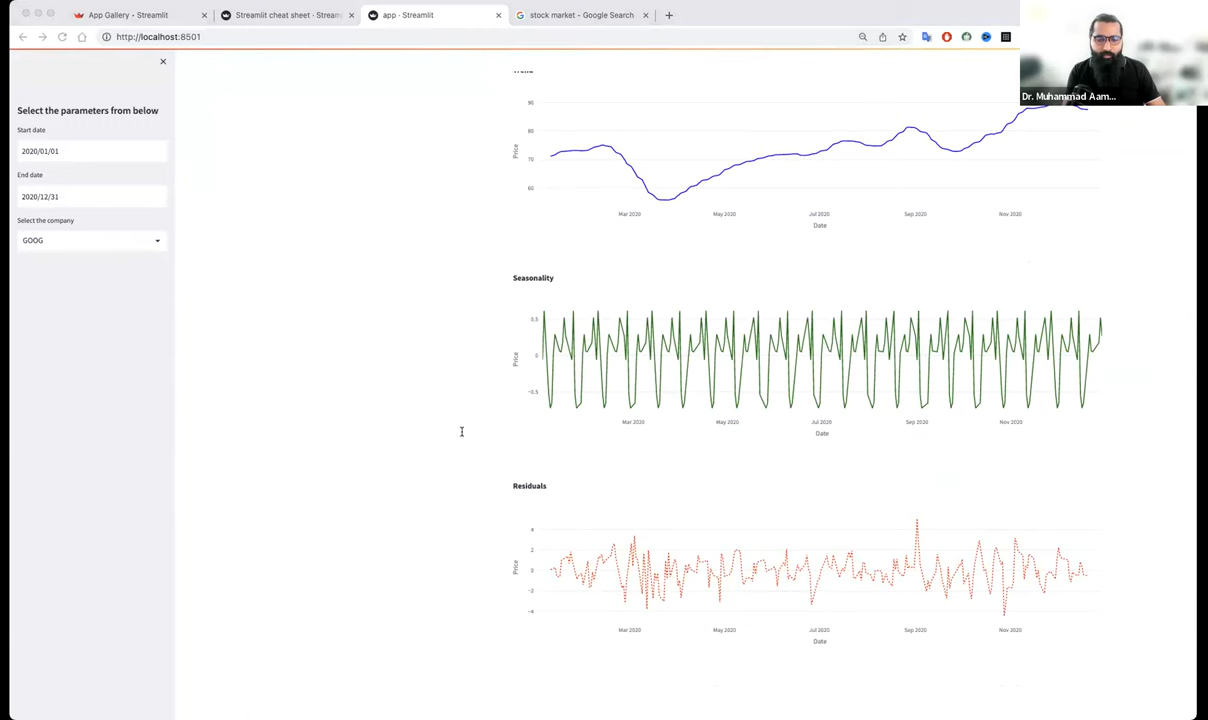 App Gallery · Streamlit
Streamlit cheat sheet · Stream
app · Streamlit
stock market - Google Search
http://localhost:8501
Dr. Muhammad Aam...
Select the parameters from below
Start date
2020/01/01
End date
2020/12/31
Select the company
GOOG
Trend
90
80
70
60
Price
Mar 2020
May 2020
Jul 2020
Sep 2020
Nov 2020
Date
Seasonality
0.5
0
−0.5
Price
Mar 2020
May 2020
Jul 2020
Sep 2020
Nov 2020
Date
Residuals
4
2
0
−2
−4
Price
Mar 2020
May 2020
Jul 2020
Sep 2020
Nov 2020
Date